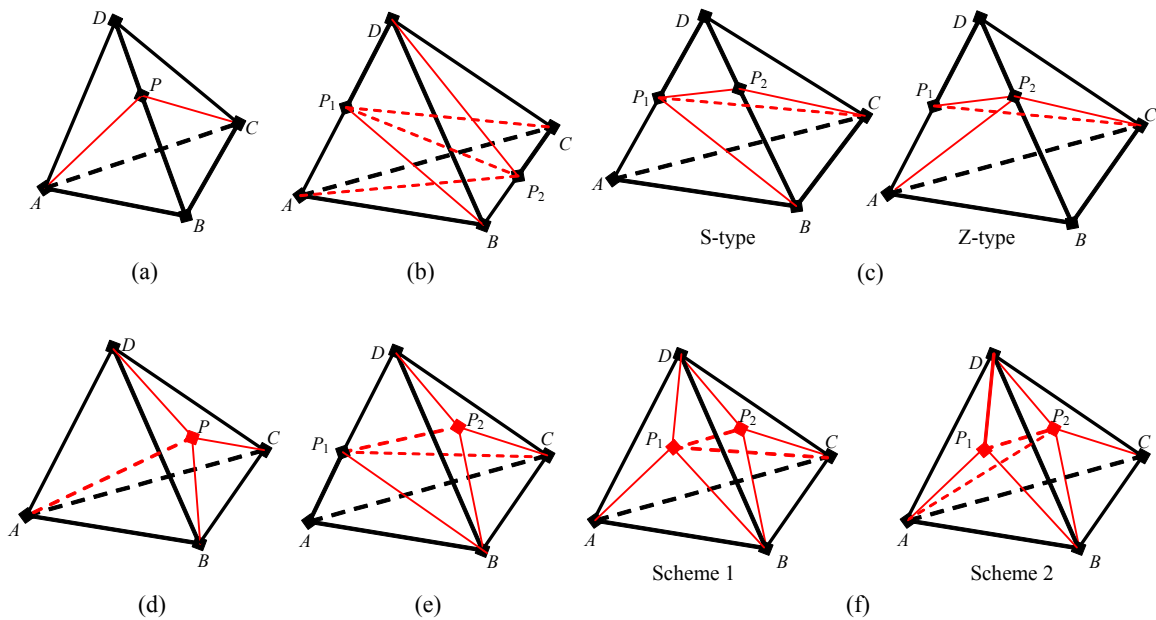 D
P
C
A
B
(a)
D
P1
C
P2
A
B
(b)
D
P2
P1
C
A
B
S-type
D
P2
P1
C
A
B
Z-type
(c)
D
P
C
A
B
(d)
D
P2
P1
C
A
B
(e)
D
P2
P1
C
A
B
Scheme 1
D
P2
P1
C
A
B
Scheme 2
(f)